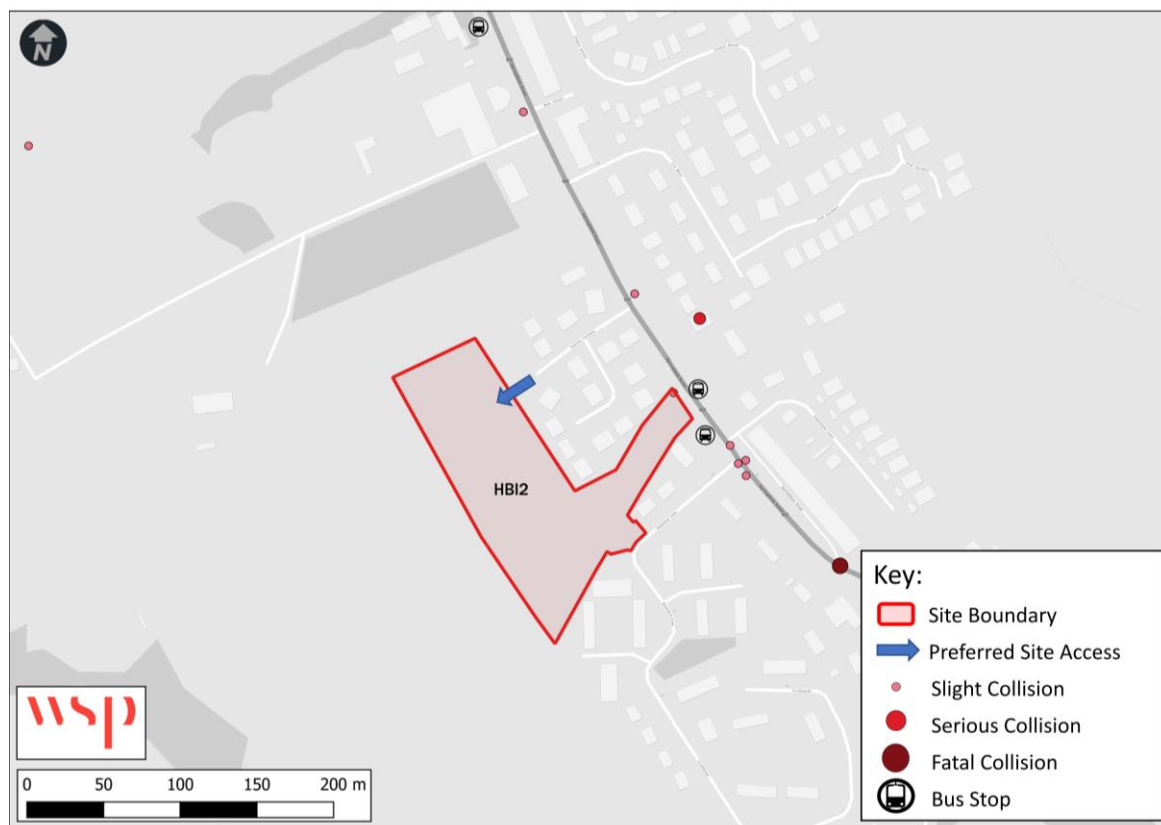 N
HBI2
Key:
Site Boundary
Preferred Site Access
Slight Collision
Serious Collision
Fatal Collision
Bus Stop
wsp
0 50 100 150 200 m